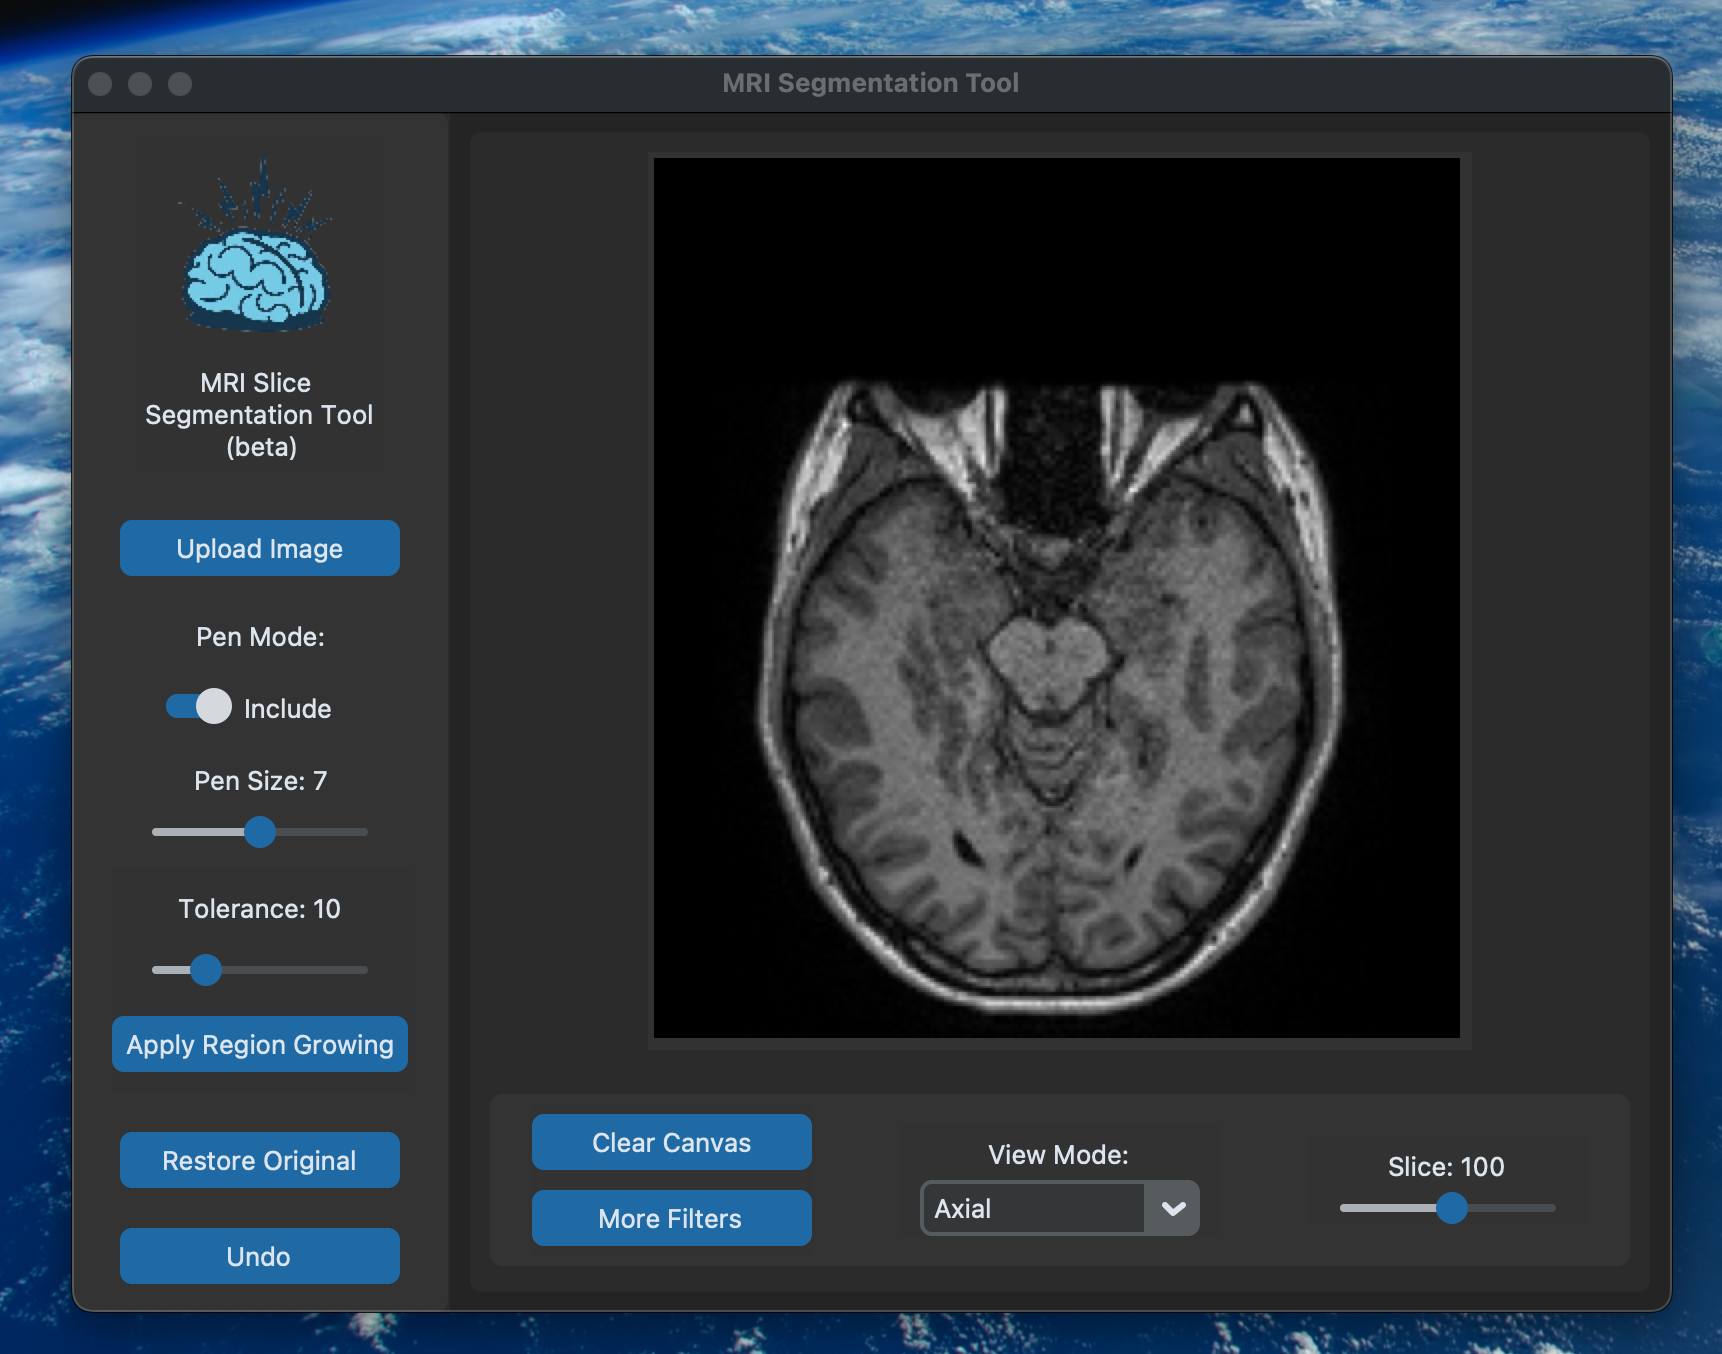 MRI Segmentation Tool
MRI Slice
Segmentation Tool
(beta)
Upload Image
Pen Mode:
Include
Pen Size: 7
Tolerance: 10
Apply Region Growing
Restore Original
Undo
Clear Canvas
More Filters
View Mode:
Axial
Slice: 100